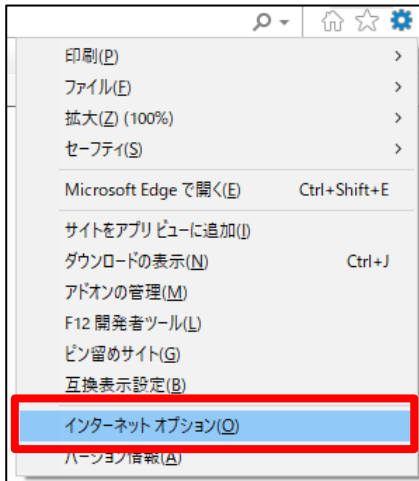 印刷(P)
ファイル(F)
拡大(Z) (100%)
セーフティ(S)
Microsoft Edge で開く(E) Ctrl+Shift+E
サイトをアプリ ビューに追加(I)
ダウンロードの表示(N) Ctrl+J
アドオンの管理(M)
F12 開発者ツール(L)
ピン留めサイト(G)
互換表示設定(B)
インターネット オプション(O)
バージョン情報(A)